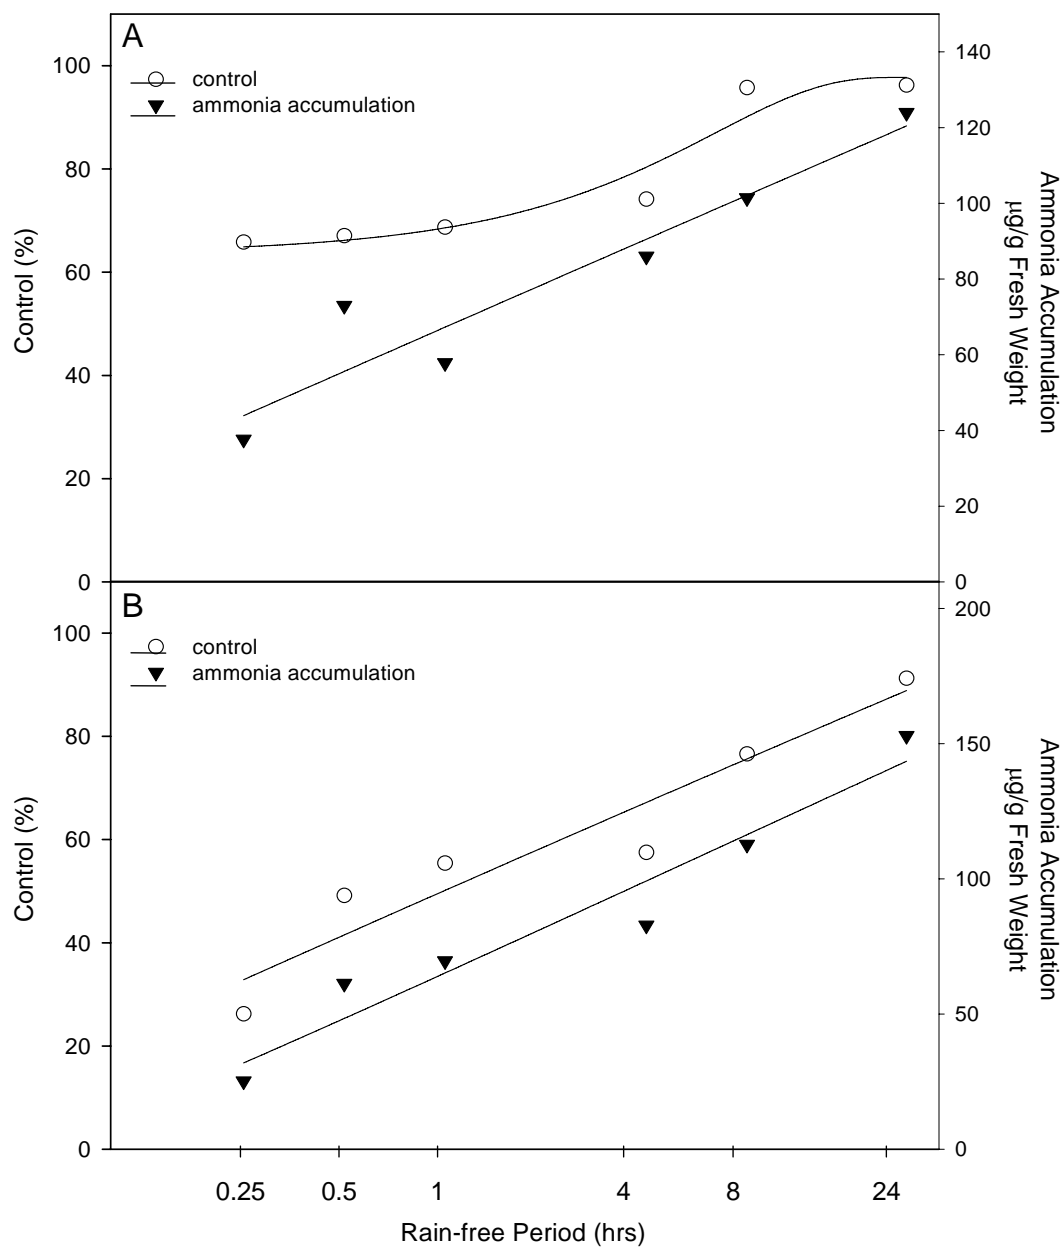 A
control
ammonia accumulation
100
80
60
40
20
0
Control (%)
140
120
100
80
60
40
20
0
Ammonia Accumulation
μg/g Fresh Weight
B
control
ammonia accumulation
100
80
60
40
20
0
Control (%)
200
150
100
50
0
Ammonia Accumulation
μg/g Fresh Weight
0.25 0.5 1 4 8 24
Rain-free Period (hrs)